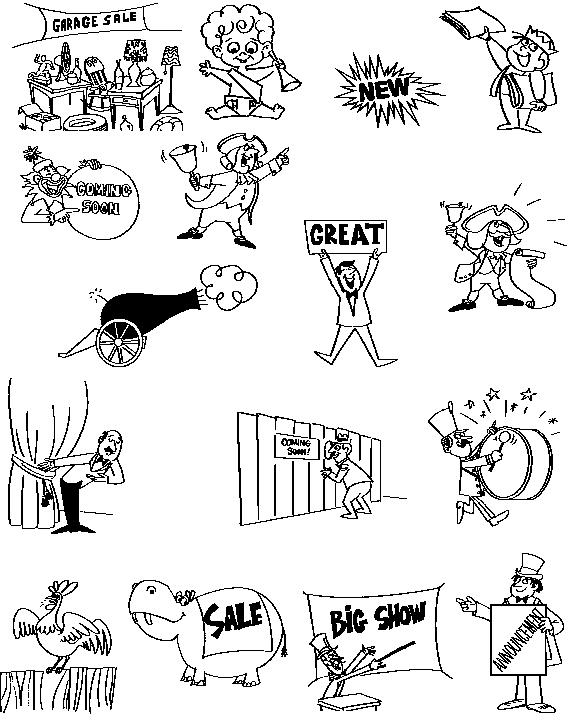 GARAGE SALE
NEW
COMING
SOON
GREAT
COMING
SOON!
SALE
BIG SHOW
ANNOUNCEMENT